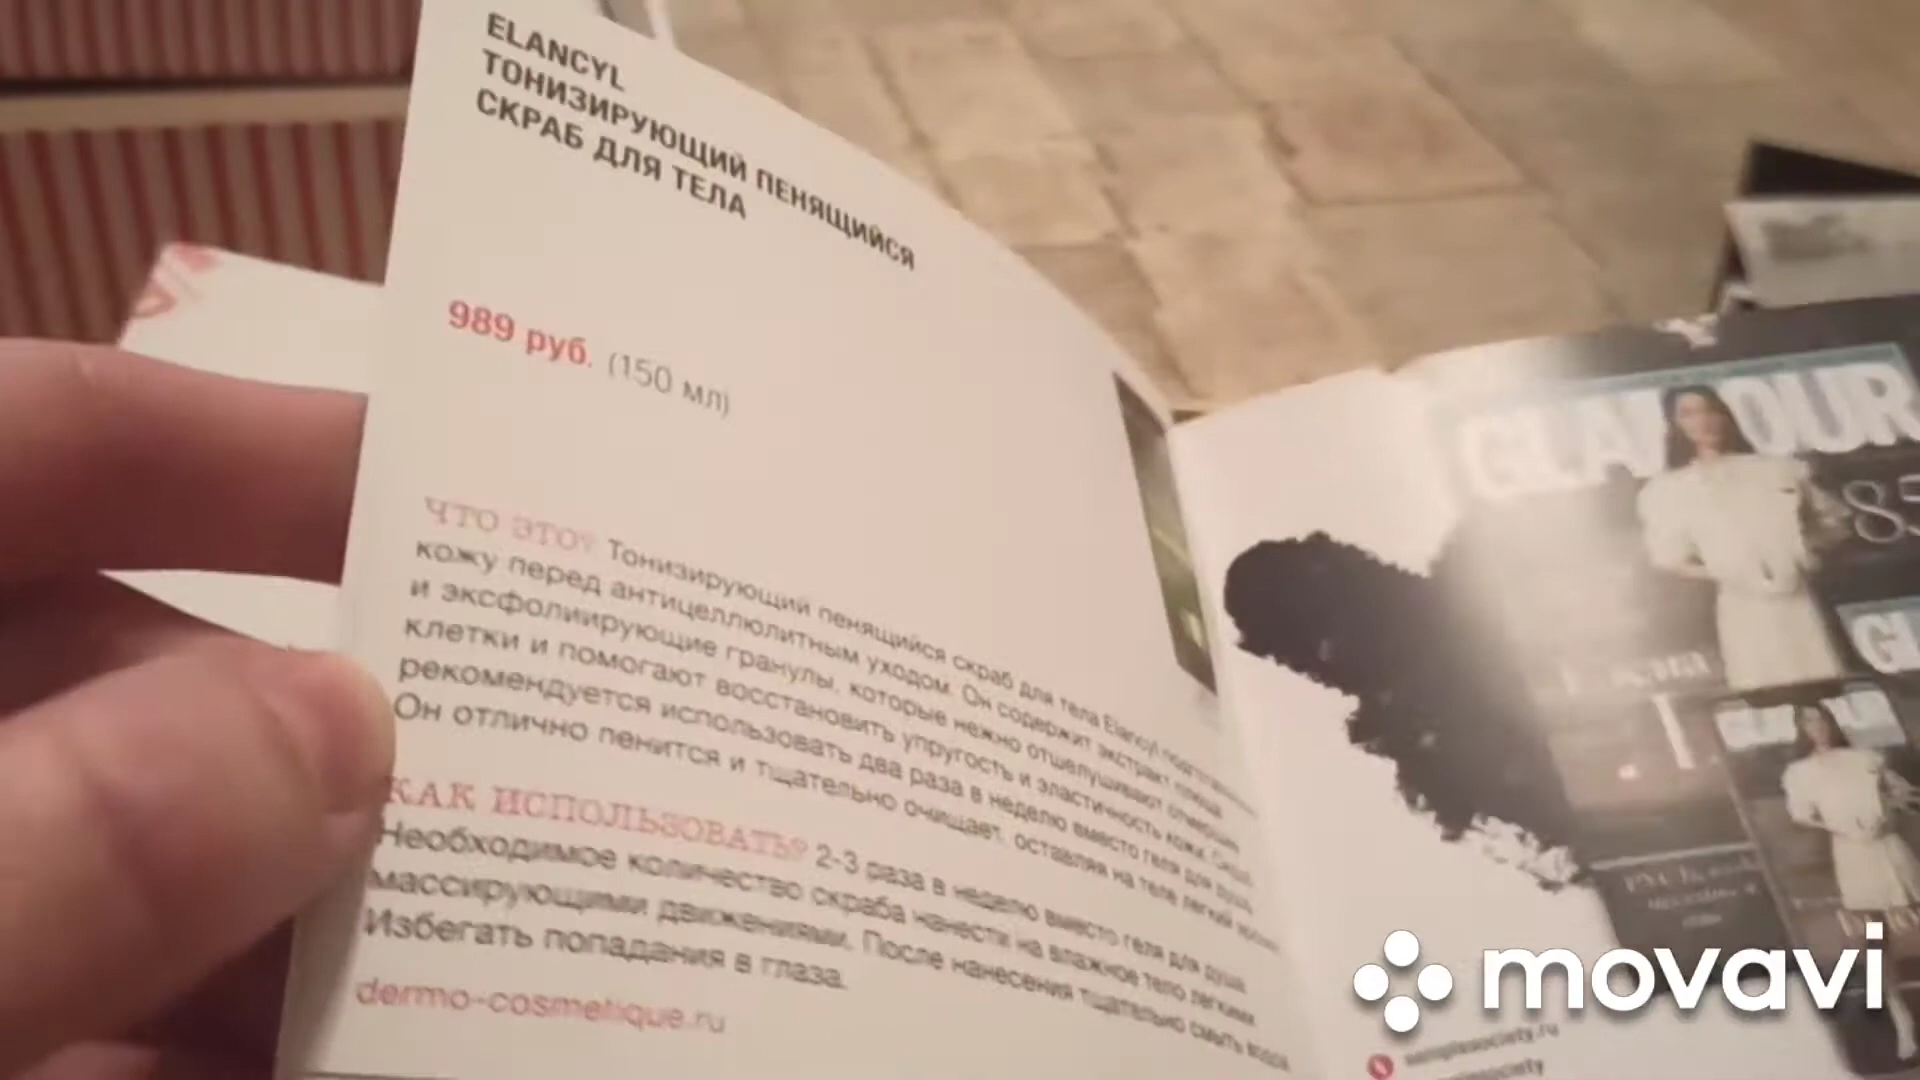 ELANCYL
ТОНИЗИРУЮЩИЙ ПЕНЯЩИЙСЯ
СКРАБ ДЛЯ ТЕЛА
989 руб. (150 мл)
ЧТО ЭТО? Тонизирующий пенящийся скраб для тела Elancyl
кожу перед антицеллюлитным уходом. Он содержит экстракт плюща
и эксфолиирующие гранулы, которые нежно отшелушивают
клетки и помогают восстановить упругость и эластичность кожи.
рекомендуется использовать два раза в неделю вместо геля для душа.
Он отлично пенится и тщательно очищает, оставляя на теле легкий
КАК ИСПОЛЬЗОВАТЬ? 2-3 раза в неделю вместо геля для душа.
Необходимое количество скраба нанести на влажное тело легкими
массирующими движениями. После нанесения тщательно смыть водой.
Избегать попадания в глаза.
dermo-cosmetique.ru
GLAMOUR
85
movavi